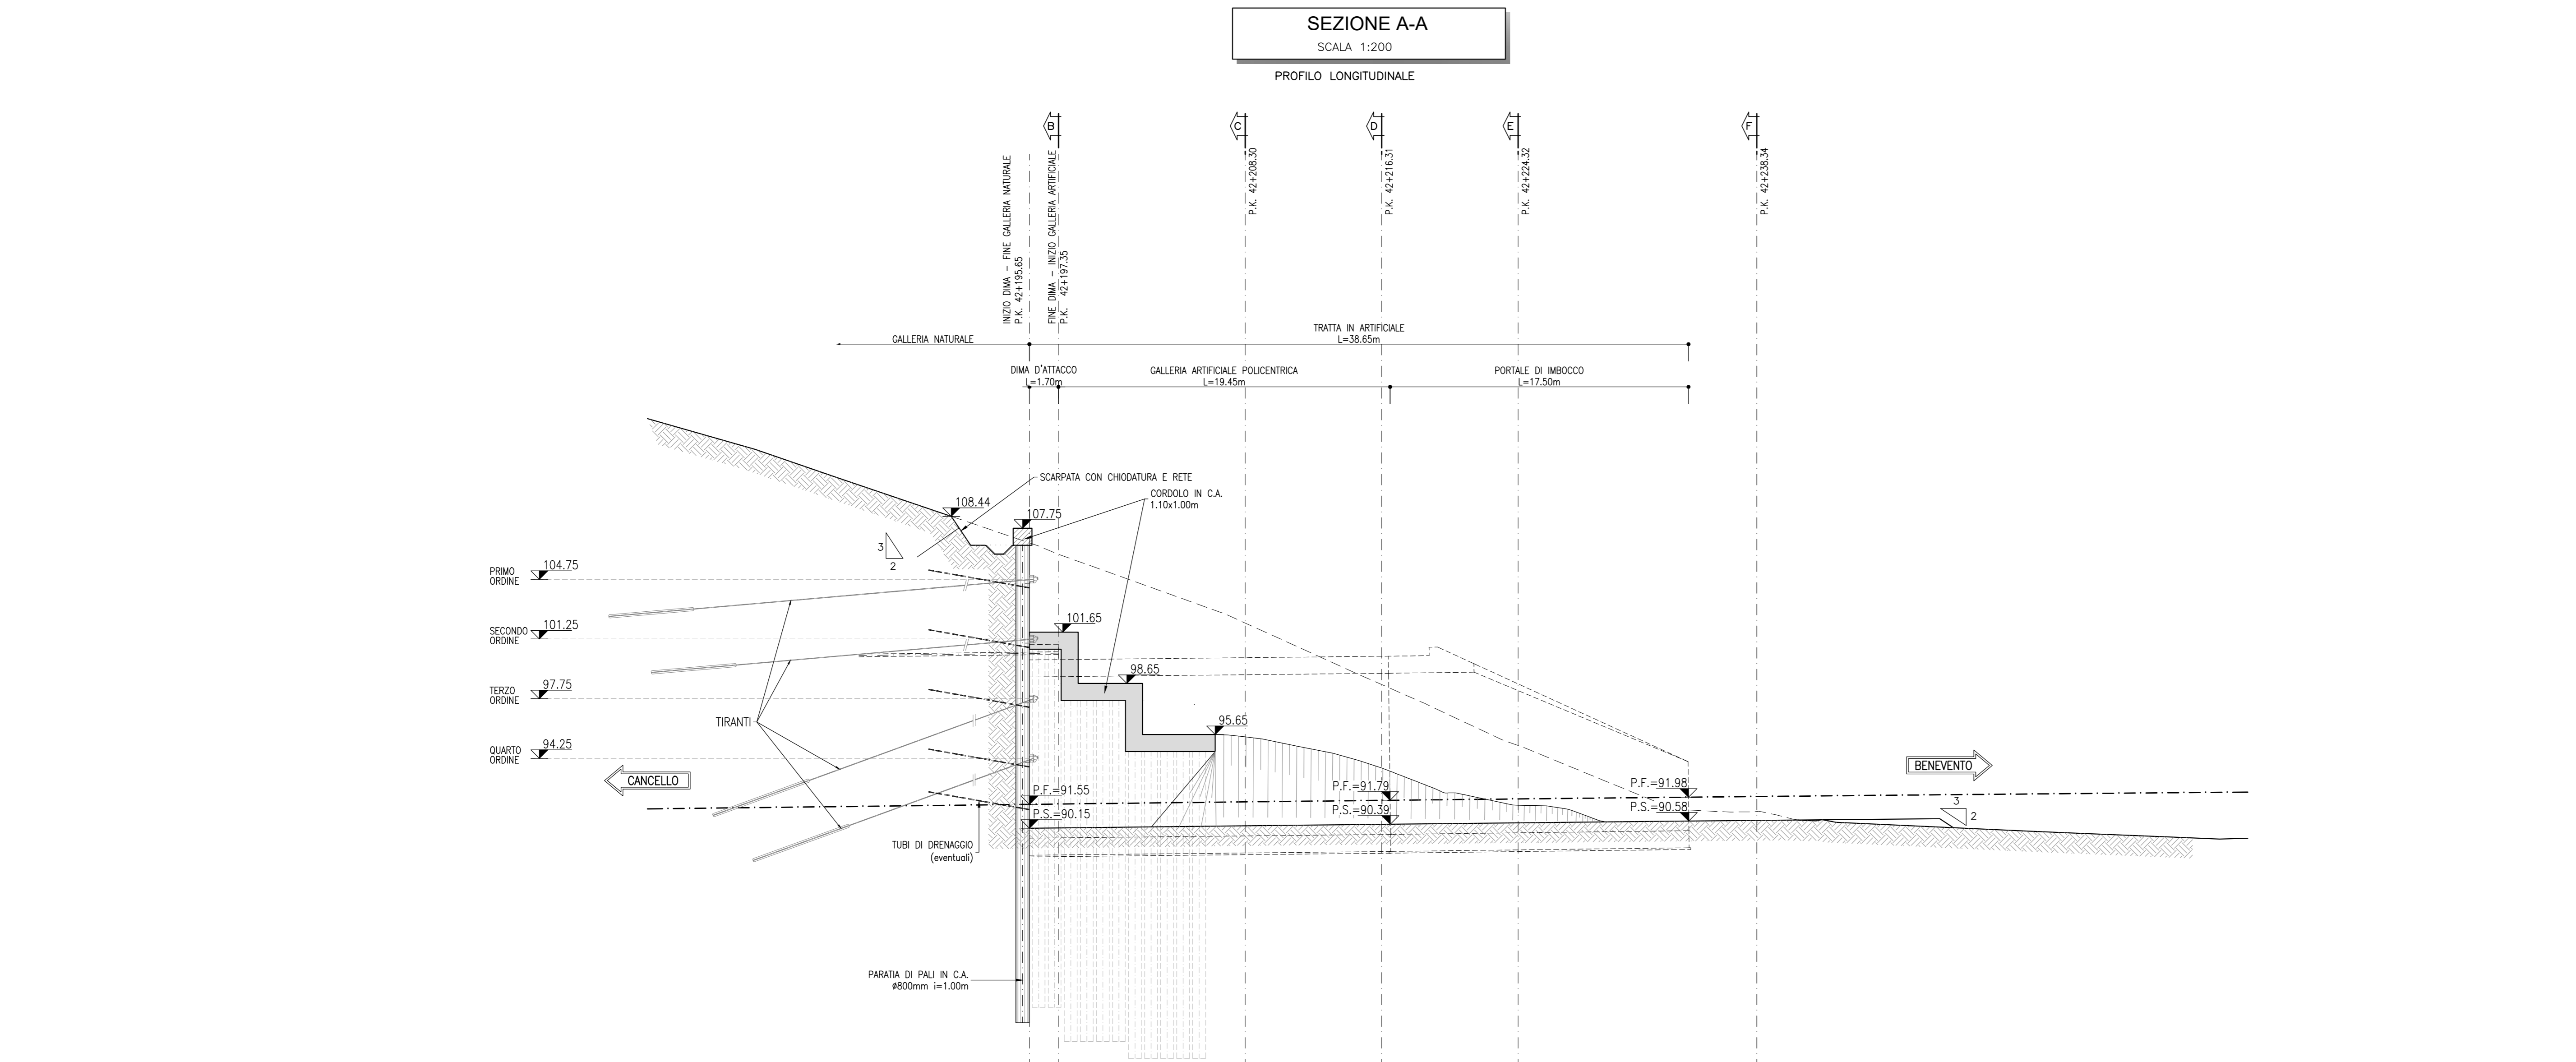 SEZIONE A-A
SCALA 1:200
PROFILO LONGITUDINALE
B
C
D
E
F
INIZIO DIMA - FINE GALLERIA NATURALE
P.K. 42+195.65
FINE DIMA - INIZIO GALLERIA ARTIFICIALE
P.K. 42+197.35
P.K. 42+208.30
P.K. 42+216.31
P.K. 42+224.32
P.K. 42+238.34
GALLERIA NATURALE
TRATTA IN ARTIFICIALE
L=38.65m
DIMA D'ATTACCO
L=1.70m
GALLERIA ARTIFICIALE POLICENTRICA
L=19.45m
PORTALE DI IMBOCCO
L=17.50m
SCARPATA CON CHIODATURA E RETE
CORDOLO IN C.A.
1.10x1.00m
108.44
107.75
3
2
PRIMO
ORDINE
104.75
SECONDO
ORDINE
101.25
101.65
98.65
TERZO
ORDINE
97.75
TIRANTI
95.65
QUARTO
ORDINE
94.25
CANCELLO
BENEVENTO
P.F.=91.55
P.S.=90.15
P.F.=91.79
P.S.=90.39
P.F.=91.98
P.S.=90.58
3
2
TUBI DI DRENAGGIO
(eventuali)
PARATIA DI PALI IN C.A.
ø800mm i=1.00m